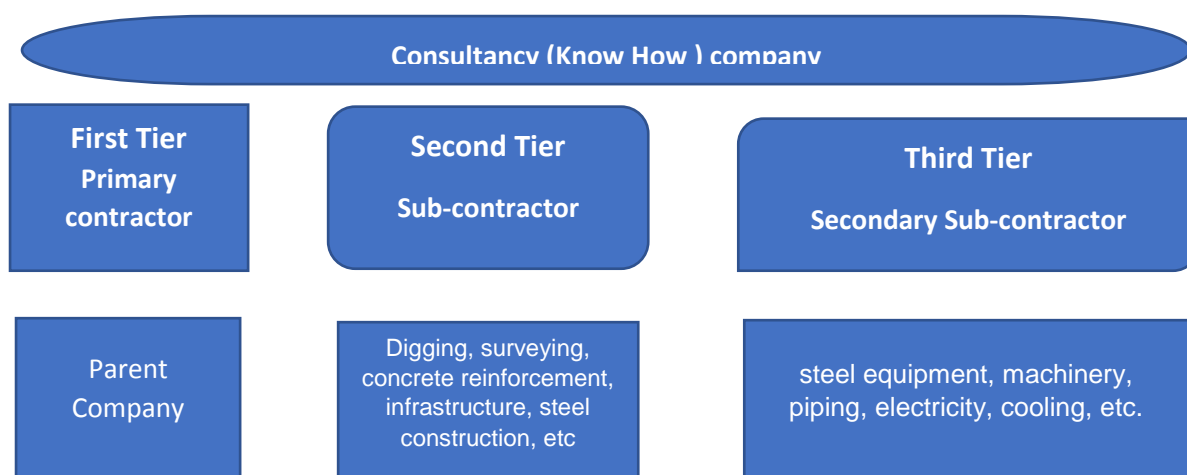 Consultancy (Know How ) company
First Tier
Primary
contractor
Second Tier
Sub-contractor
Third Tier
Secondary Sub-contractor
Parent
Company
Digging, surveying,
concrete reinforcement,
infrastructure, steel
construction, etc
steel equipment, machinery,
piping, electricity, cooling, etc.